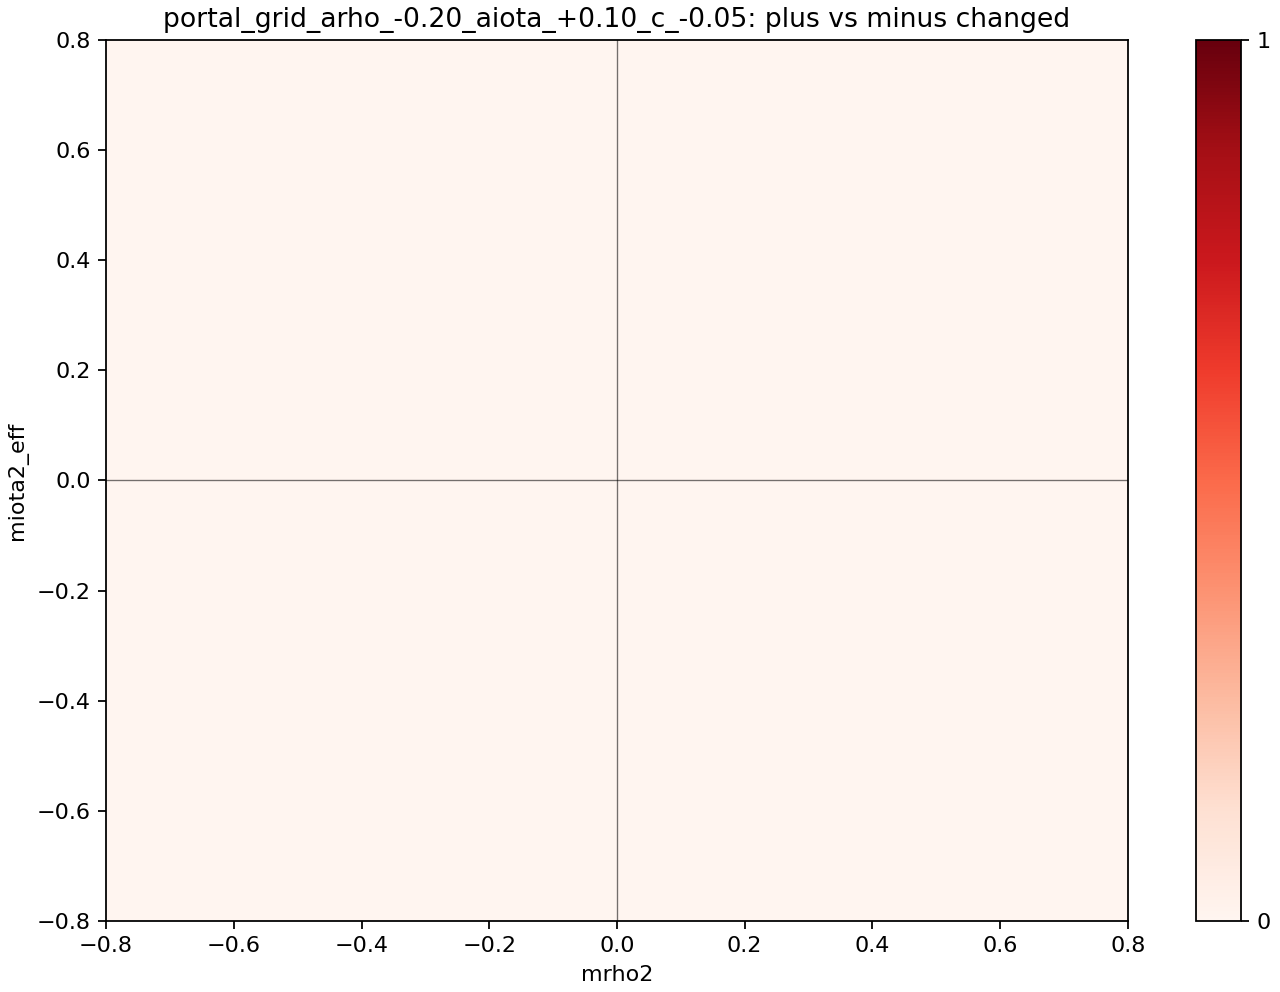 portal_grid_arho_-0.20_aiota_+0.10_c_-0.05: plus vs minus changed
0.8
0.6
0.4
0.2
0.0
−0.2
−0.4
−0.6
−0.8
miota2_eff
−0.8 −0.6 −0.4 −0.2 0.0 0.2 0.4 0.6 0.8
mrho2
1
0